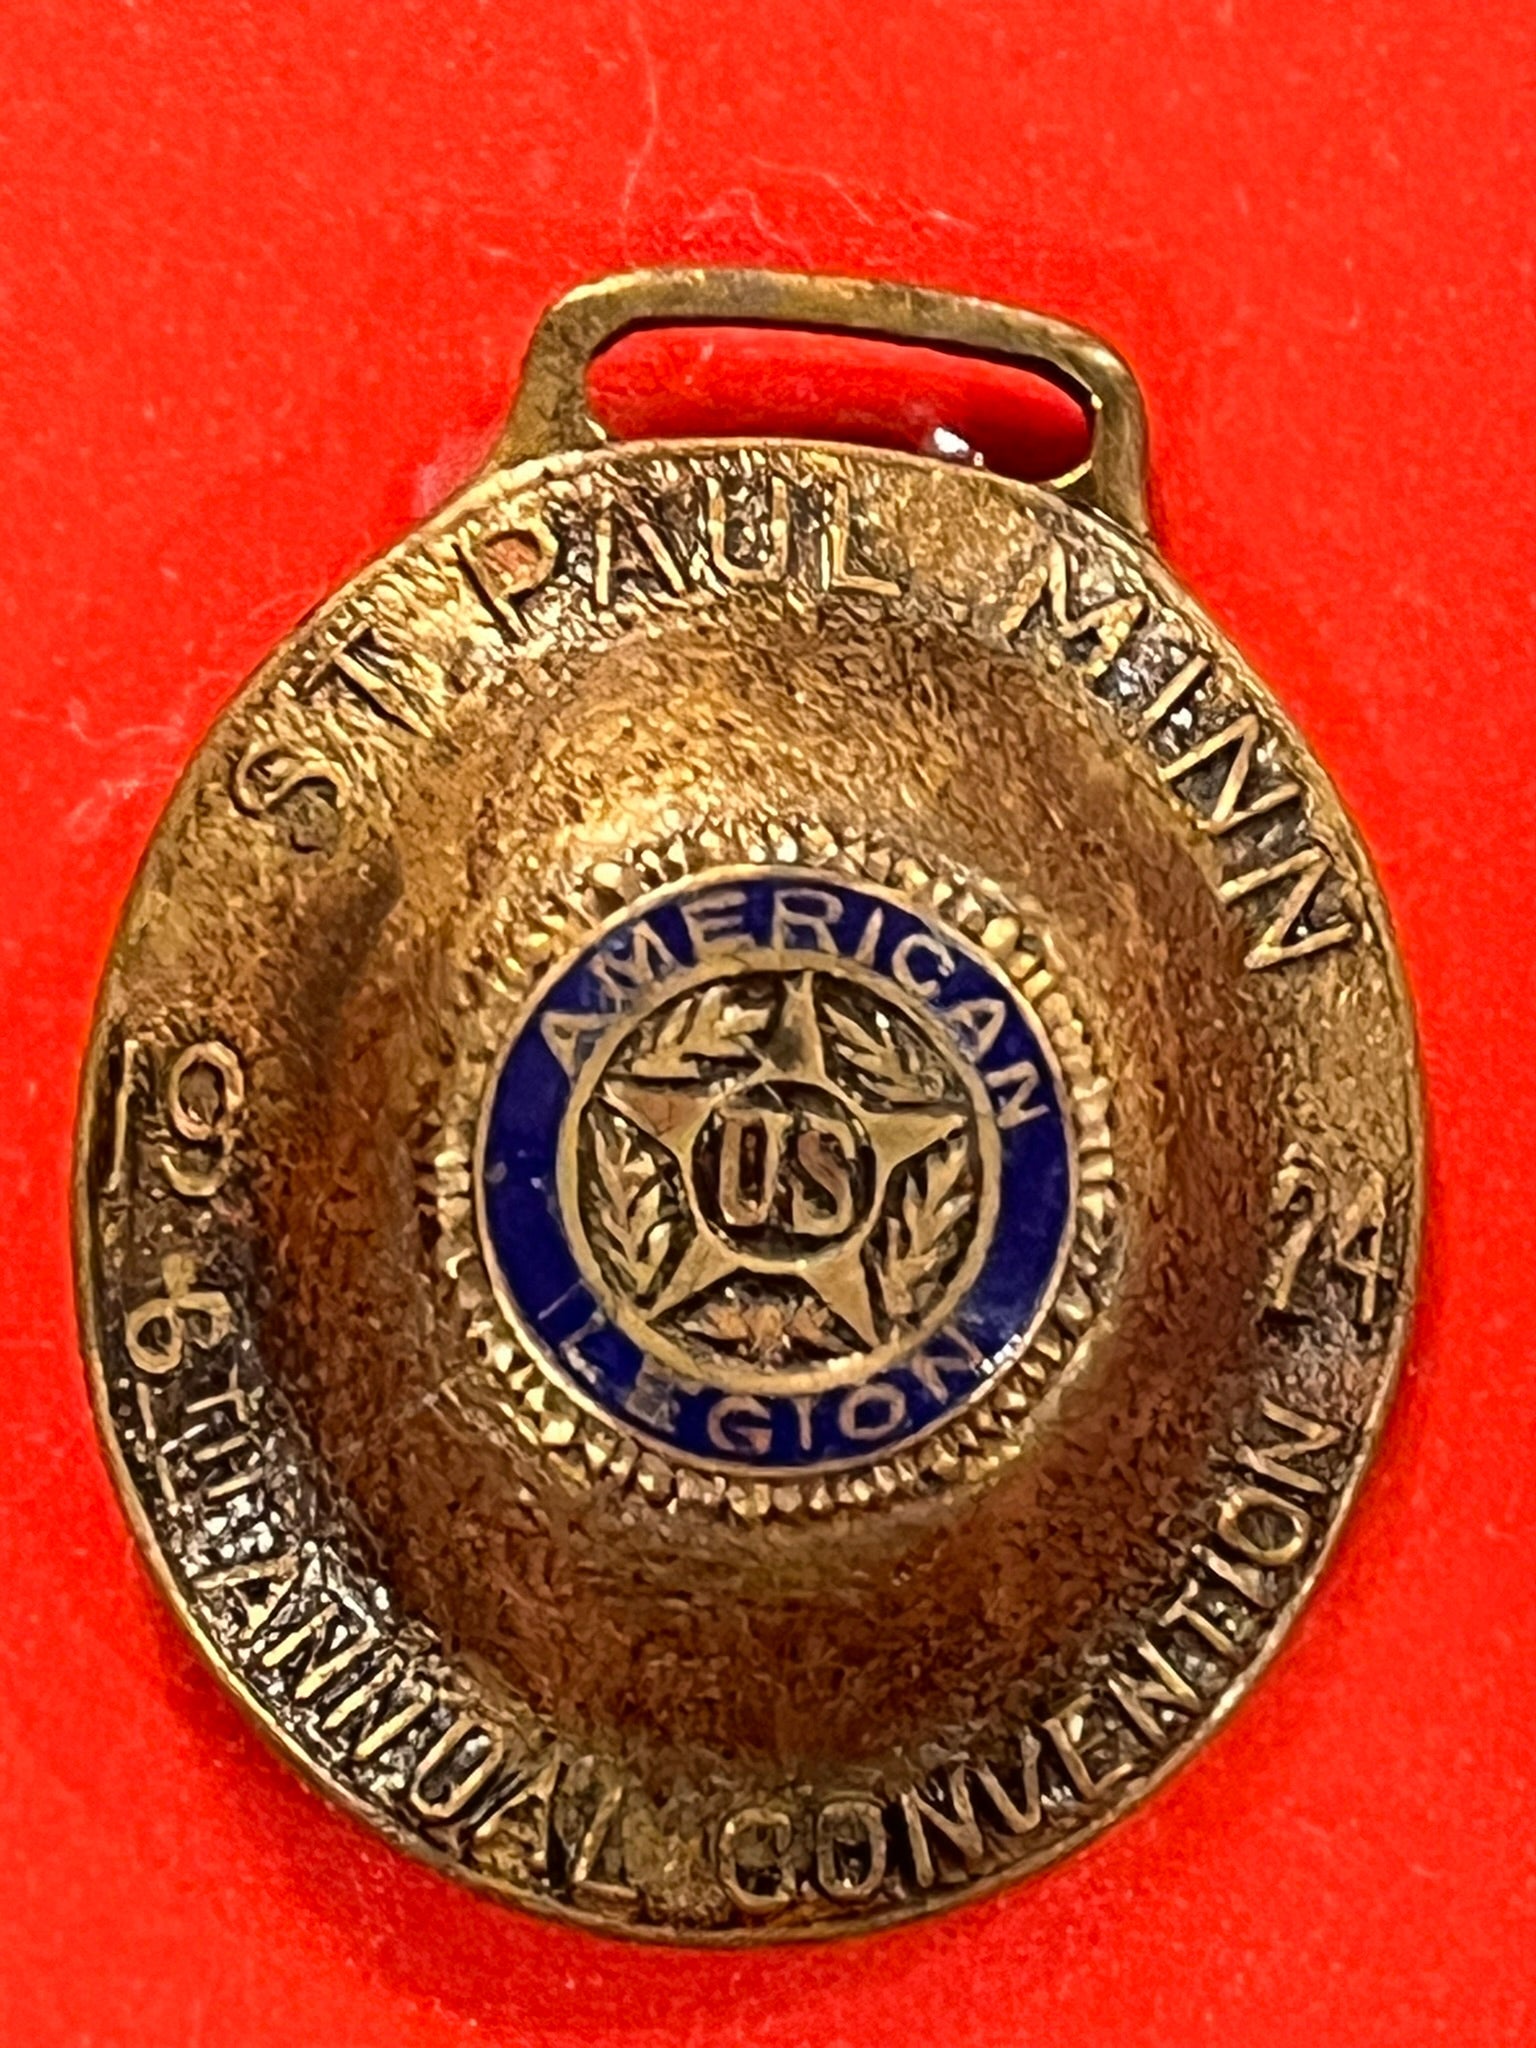 ST. PAUL MINN
19 24
6TH ANNUAL CONVENTION
AMERICAN
US
LEGION